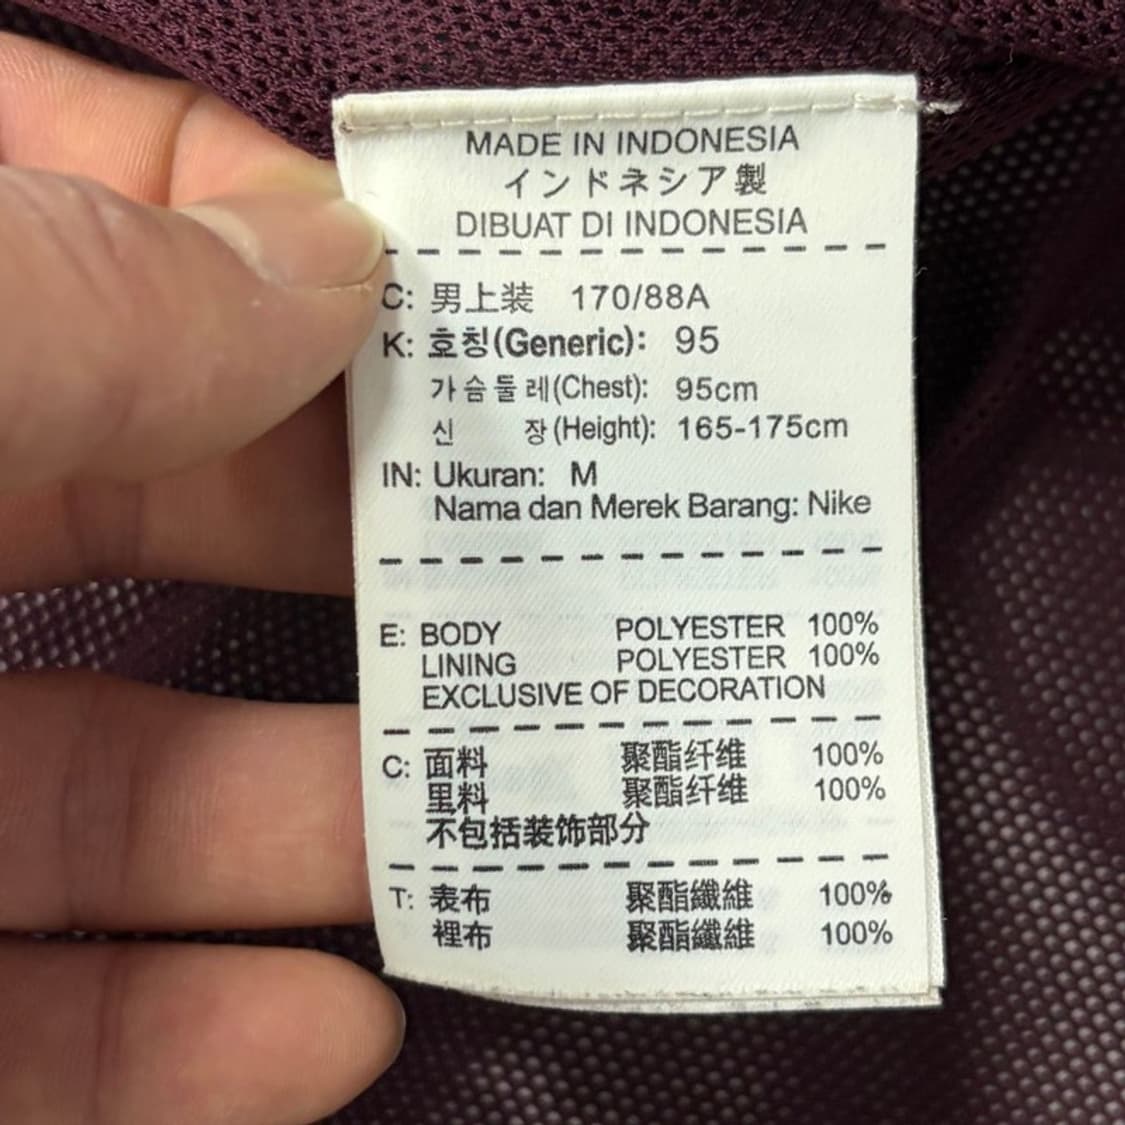 MADE IN INDONESIA
インドネシア製
DIBUAT DI INDONESIA
C: 男上装 170/88A
K: 호칭(Generic): 95
가슴둘레(Chest): 95cm
신 장(Height): 165-175cm
IN: Ukuran: M
Nama dan Merek Barang: Nike
E: BODY POLYESTER 100%
LINING POLYESTER 100%
EXCLUSIVE OF DECORATION
C: 面料 聚酯纤维 100%
里料 聚酯纤维 100%
不包括装饰部分
T: 表布 聚酯纖維 100%
裡布 聚酯纖維 100%